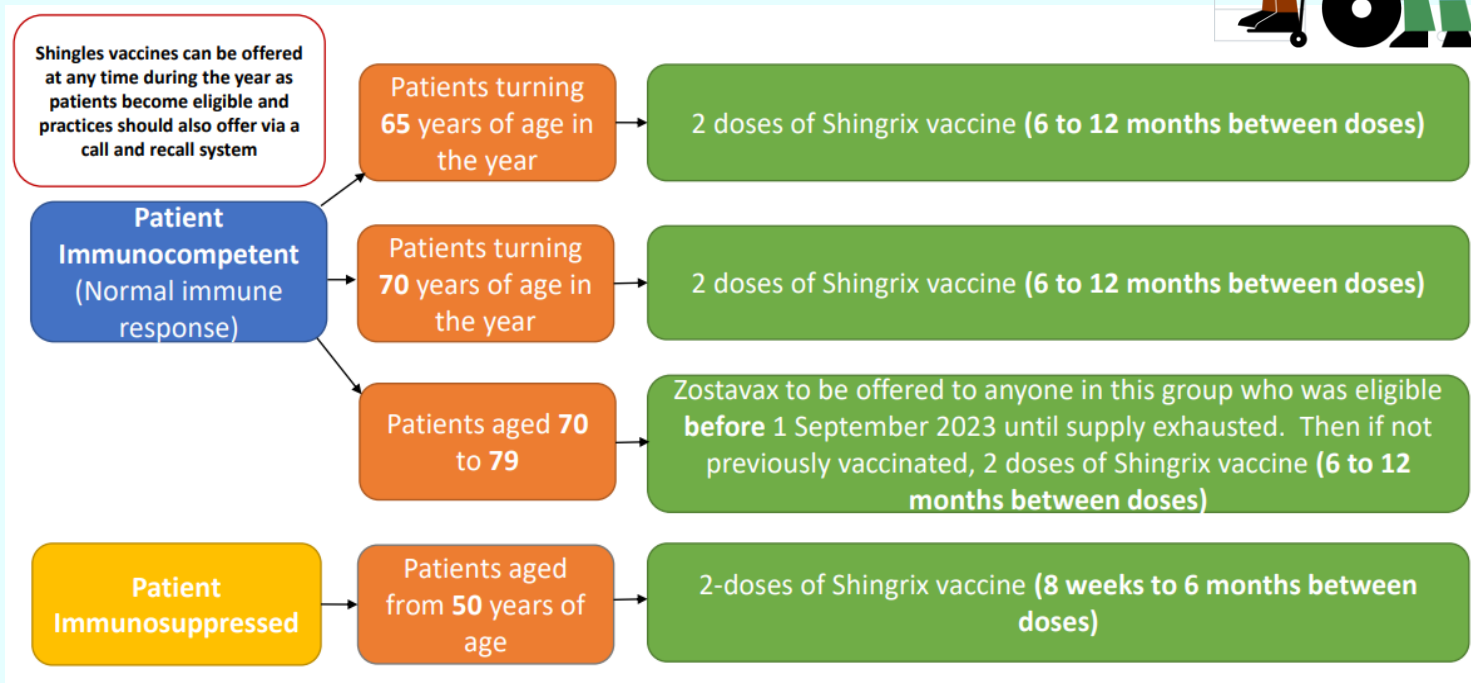 Shingles vaccines can be offered
at any time during the year as
patients become eligible and
practices should also offer via a
call and recall system
Patient
Immunocompetent
(Normal immune
response)
Patients turning
65 years of age in
the year
2 doses of Shingrix vaccine (6 to 12 months between doses)
Patients turning
70 years of age in
the year
2 doses of Shingrix vaccine (6 to 12 months between doses)
Patients aged 70
to 79
Zostavax to be offered to anyone in this group who was eligible
before 1 September 2023 until supply exhausted. Then if not
previously vaccinated, 2 doses of Shingrix vaccine (6 to 12
months between doses)
Patient
Immunosuppressed
Patients aged
from 50 years of
age
2-doses of Shingrix vaccine (8 weeks to 6 months between
doses)